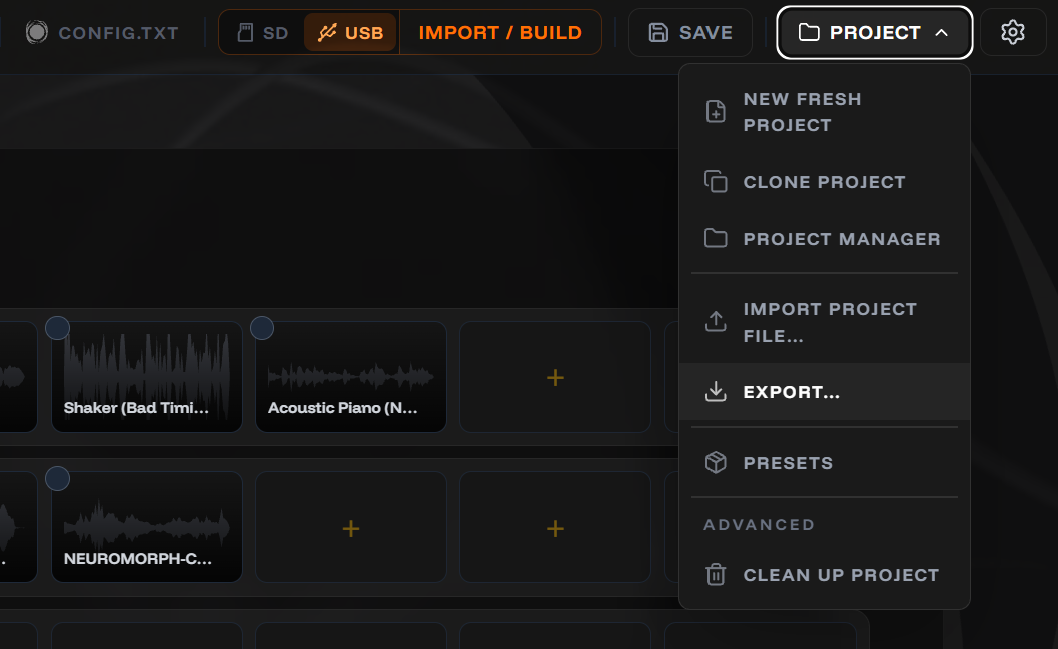 CONFIG.TXT
SD
USB
IMPORT / BUILD
SAVE
PROJECT
NEW FRESH
PROJECT
CLONE PROJECT
PROJECT MANAGER
IMPORT PROJECT
FILE...
EXPORT...
PRESETS
ADVANCED
CLEAN UP PROJECT
Shaker (Bad Timi...
Acoustic Piano (N...
.
NEUROMORPH-C...